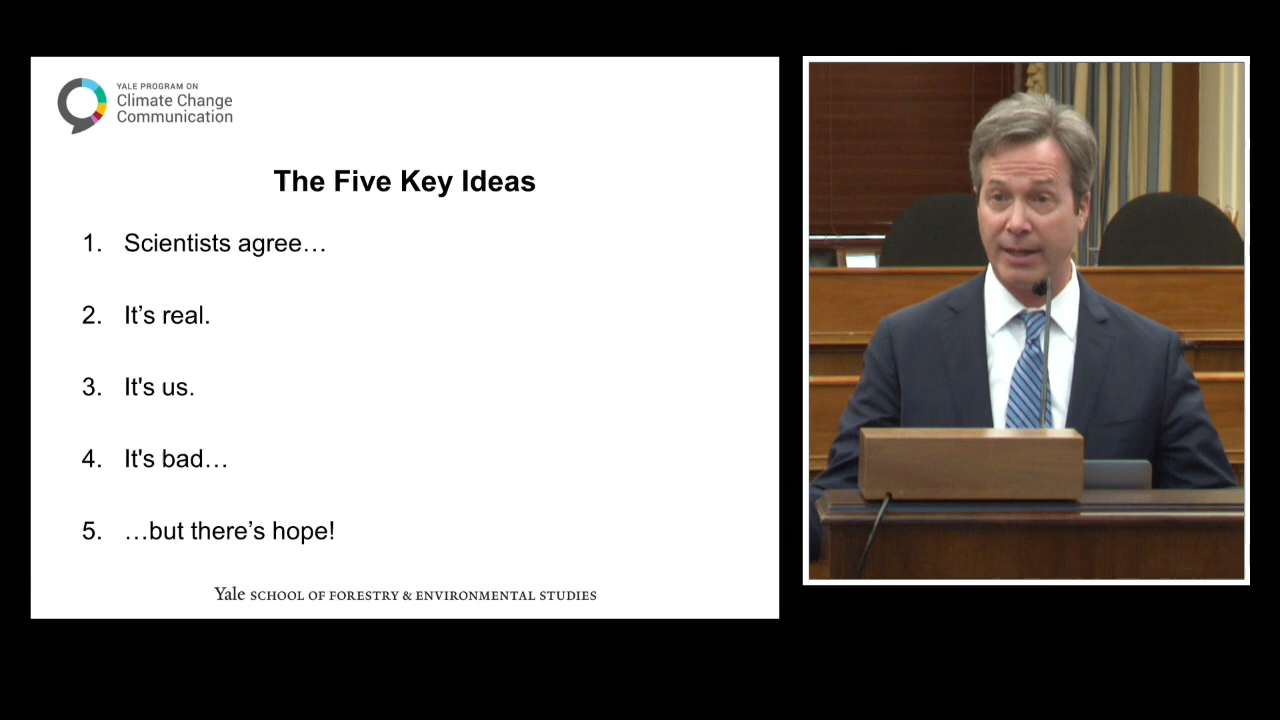 YALE PROGRAM ON
Climate Change
Communication
The Five Key Ideas
1. Scientists agree…
2. It’s real.
3. It's us.
4. It's bad…
5. …but there’s hope!
Yale SCHOOL OF FORESTRY & ENVIRONMENTAL STUDIES